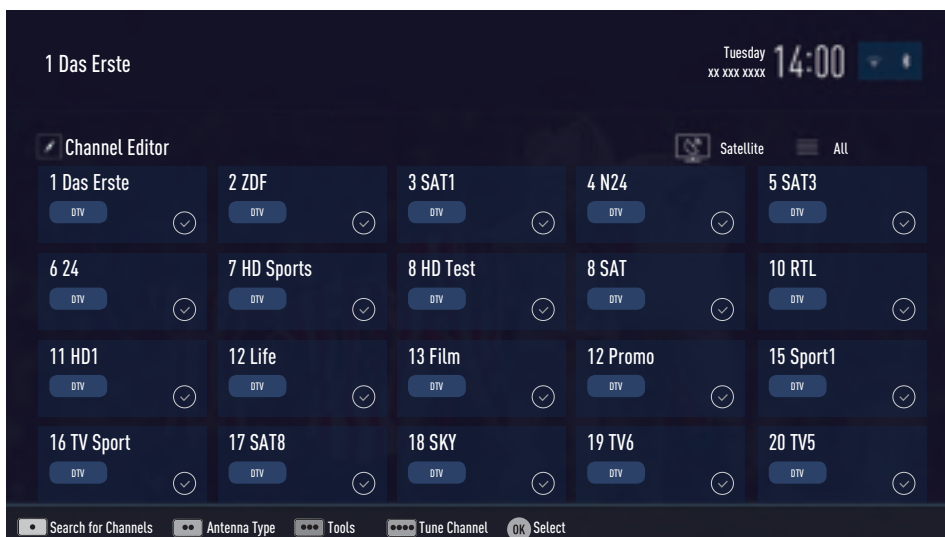 1 Das Erste
Tuesday
xx xxx xxxx
14:00
Channel Editor
Satellite
All
1 Das Erste
2 ZDF
3 SAT1
4 N24
5 SAT3
DTV
DTV
DTV
DTV
DTV
6 24
7 HD Sports
8 HD Test
8 SAT
10 RTL
DTV
DTV
DTV
DTV
DTV
11 HD1
12 Life
13 Film
12 Promo
15 Sport1
DTV
DTV
DTV
DTV
DTV
16 TV Sport
17 SAT8
18 SKY
19 TV6
20 TV5
DTV
DTV
DTV
DTV
DTV
Search for Channels
Antenna Type
Tools
Tune Channel
OK Select